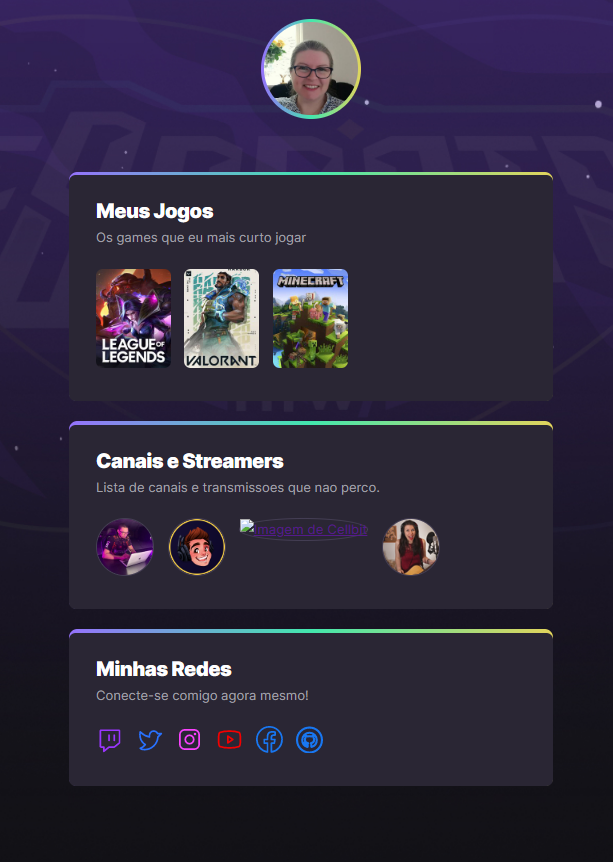 Meus Jogos
Os games que eu mais curto jogar
LEAGUE OF
LEGENDS
VALORANT
MINECRAFT
Canais e Streamers
Lista de canais e transmissoes que nao perco.
Imagem de Cellbit
Minhas Redes
Conecte-se comigo agora mesmo!